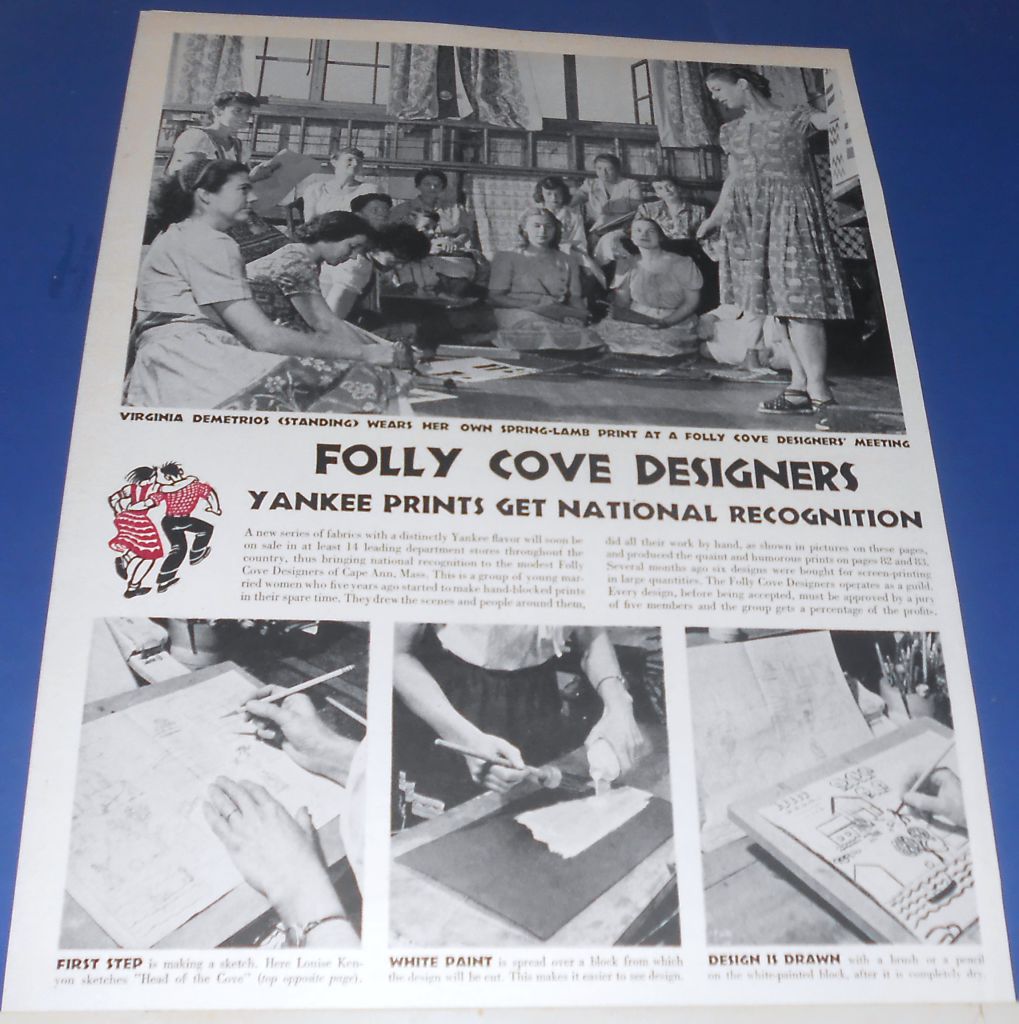 VIRGINIA DEMETRIOS (STANDING) WEARS HER OWN SPRING-LAMB PRINT AT A FOLLY COVE DESIGNERS' MEETING
FOLLY COVE DESIGNERS
YANKEE PRINTS GET NATIONAL RECOGNITION
A new series of fabrics with a distinctly Yankee flavor will soon be
on sale in at least 14 leading department stores throughout the
country, thus bringing national recognition to the modest Folly
Cove Designers of Cape Ann, Mass. This is a group of young mar-
ried women who five years ago started to make hand-blocked prints
in their spare time. They drew the scenes and people around them,
did all their work by hand, as shown in pictures on these pages,
and produced the quaint and humorous prints on pages 82 and 83.
Several months ago six designs were bought for screen-printing
in large quantities. The Folly Cove Designers operates as a guild.
Every design, before being accepted, must be approved by a jury
of five members and the group gets a percentage of the profits.
FIRST STEP is making a sketch. Here Louise Ken-
yon sketches "Head of the Cove" (top opposite page).
WHITE PAINT is spread over a block from which
the design will be cut. This makes it easier to see design.
DESIGN IS DRAWN with a brush or a pencil
on the white-painted block, after it is completely dry.